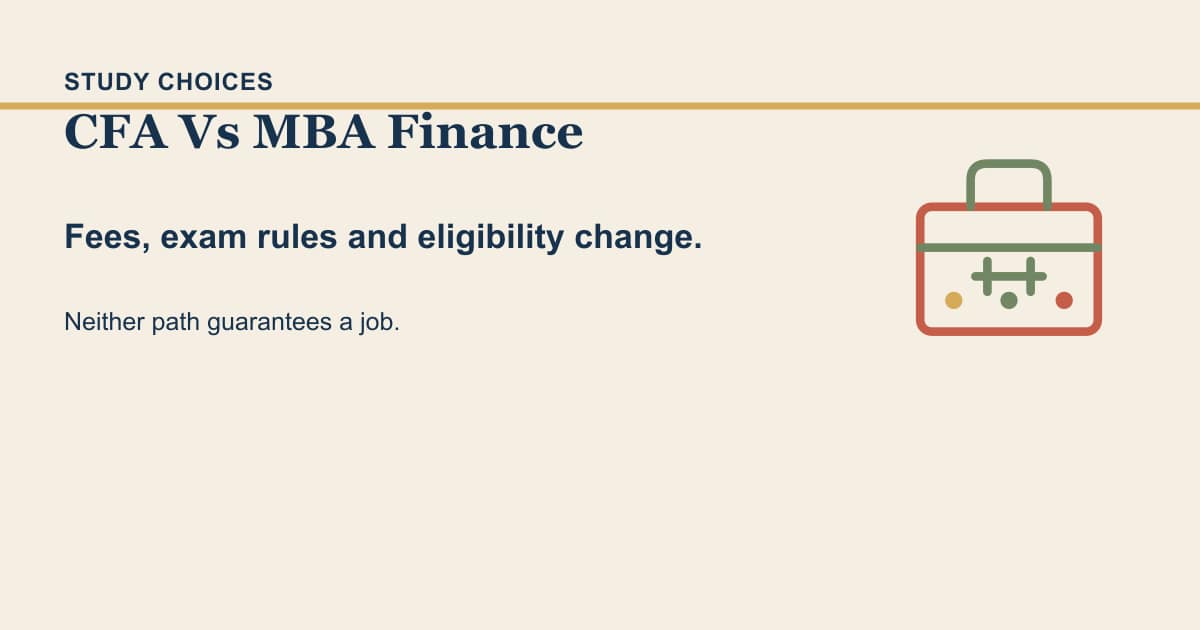 STUDY CHOICES
CFA Vs MBA Finance
Fees, exam rules and eligibility change.
Neither path guarantees a job.